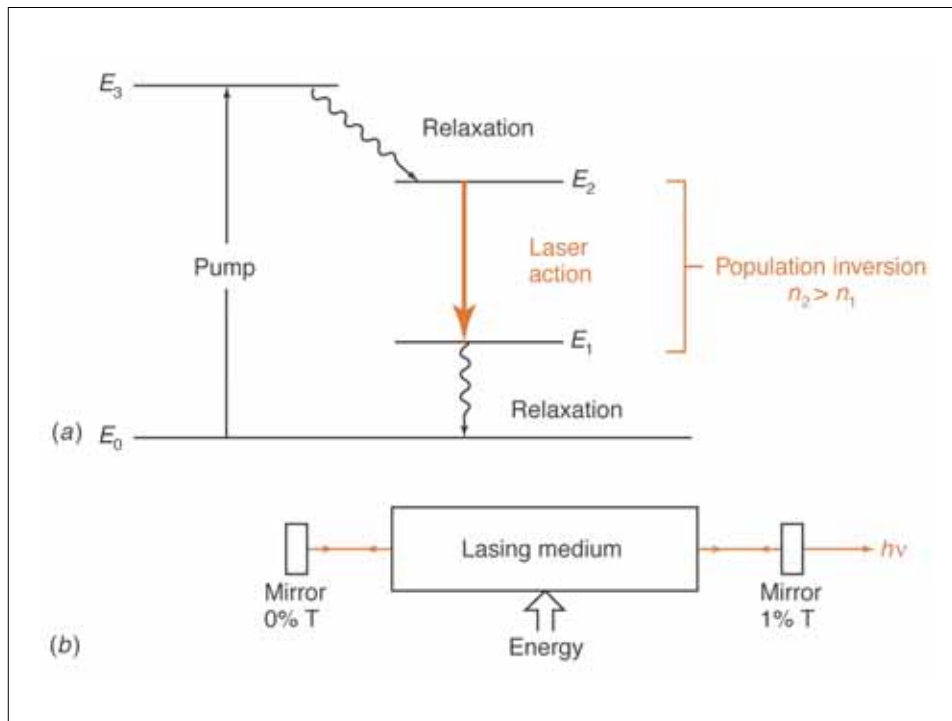 E3
Relaxation
E2
Pump
Laser
action
Population inversion
n2 > n1
E1
Relaxation
(a) E0
Lasing medium
hν
Mirror
0% T
Mirror
1% T
Energy
(b)